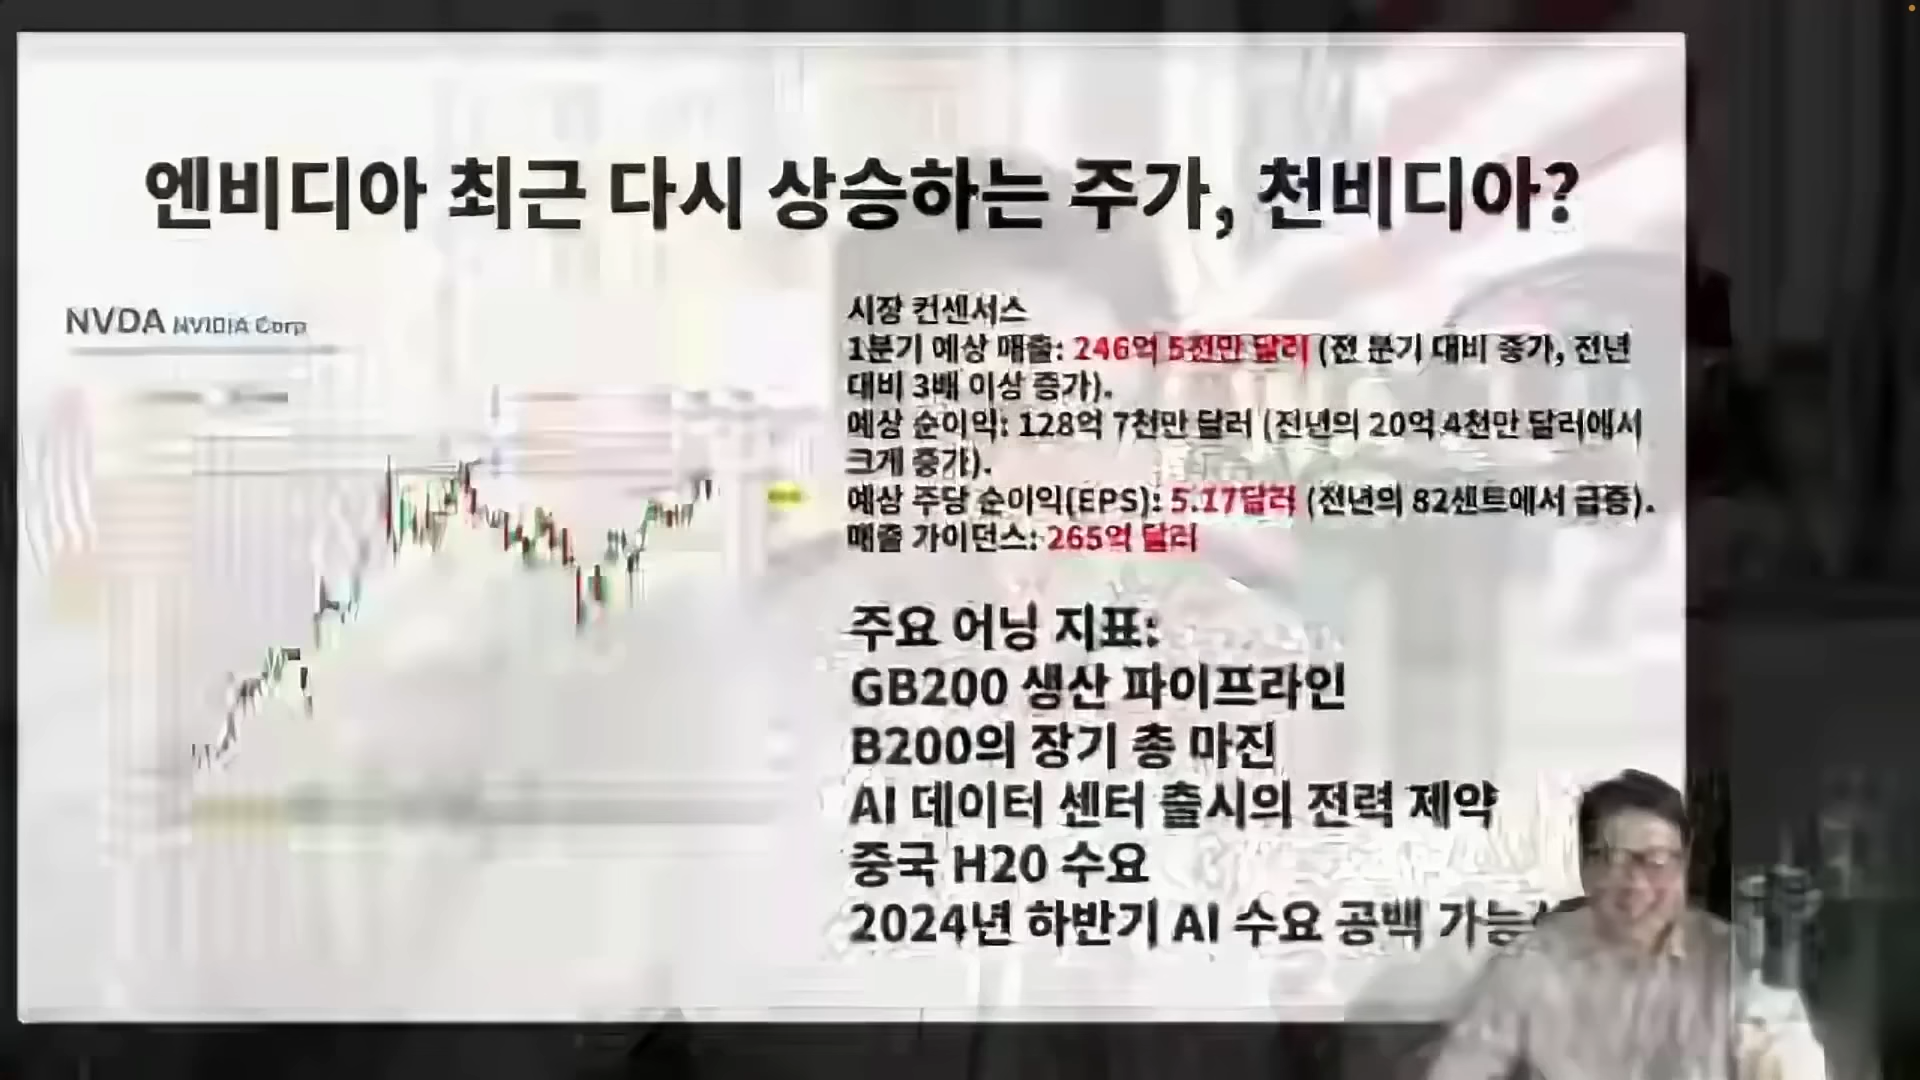 엔비디아 최근 다시 상승하는 주가, 천비디아?
NVDA NVIDIA Corp
시장 컨센서스
1분기 예상 매출: 246억 5천만 달러 (전 분기 대비 증가, 전년
대비 3배 이상 증가).
예상 순이익: 128억 7천만 달러 (전년의 20억 4천만 달러에서
크게 증가).
예상 주당 순이익(EPS): 5.17달러 (전년의 82센트에서 급증).
매출 가이던스: 265억 달러
주요 어닝 지표:
GB200 생산 파이프라인
B200의 장기 총 마진
AI 데이터 센터 출시의 전력 제약
중국 H20 수요
2024년 하반기 AI 수요 공백 가능